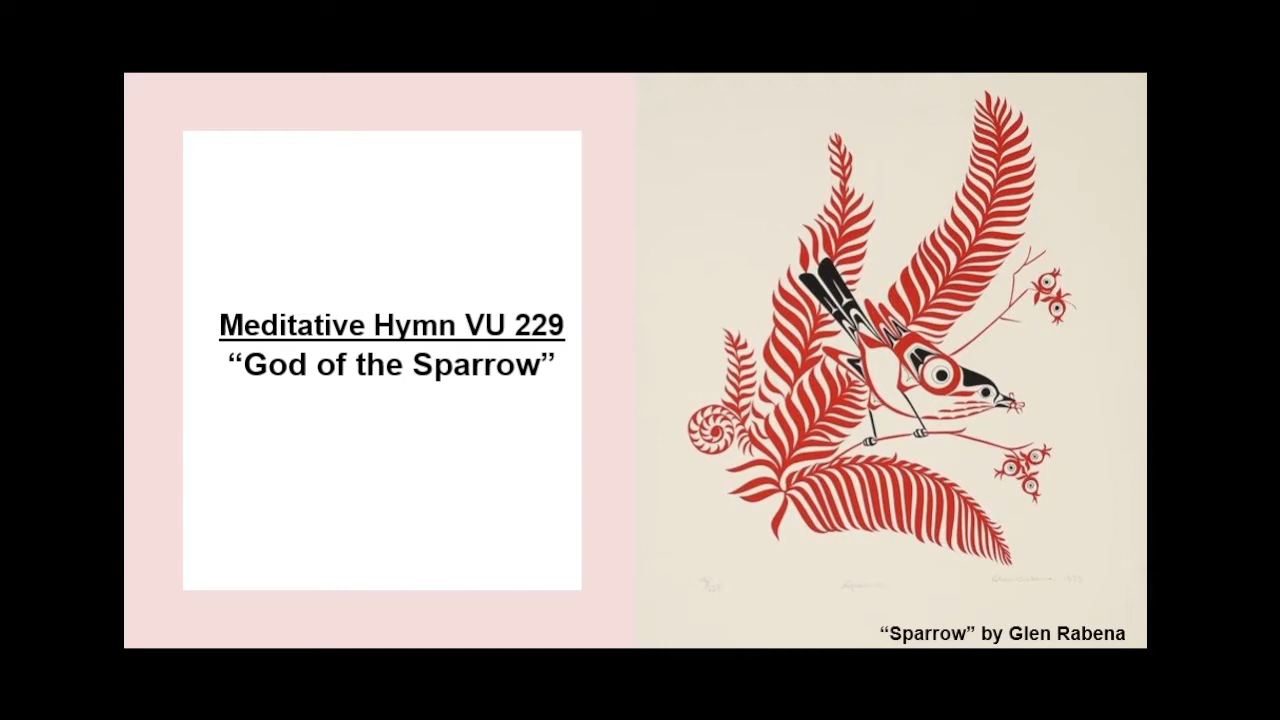 Meditative Hymn VU 229
“God of the Sparrow”
“Sparrow” by Glen Rabena